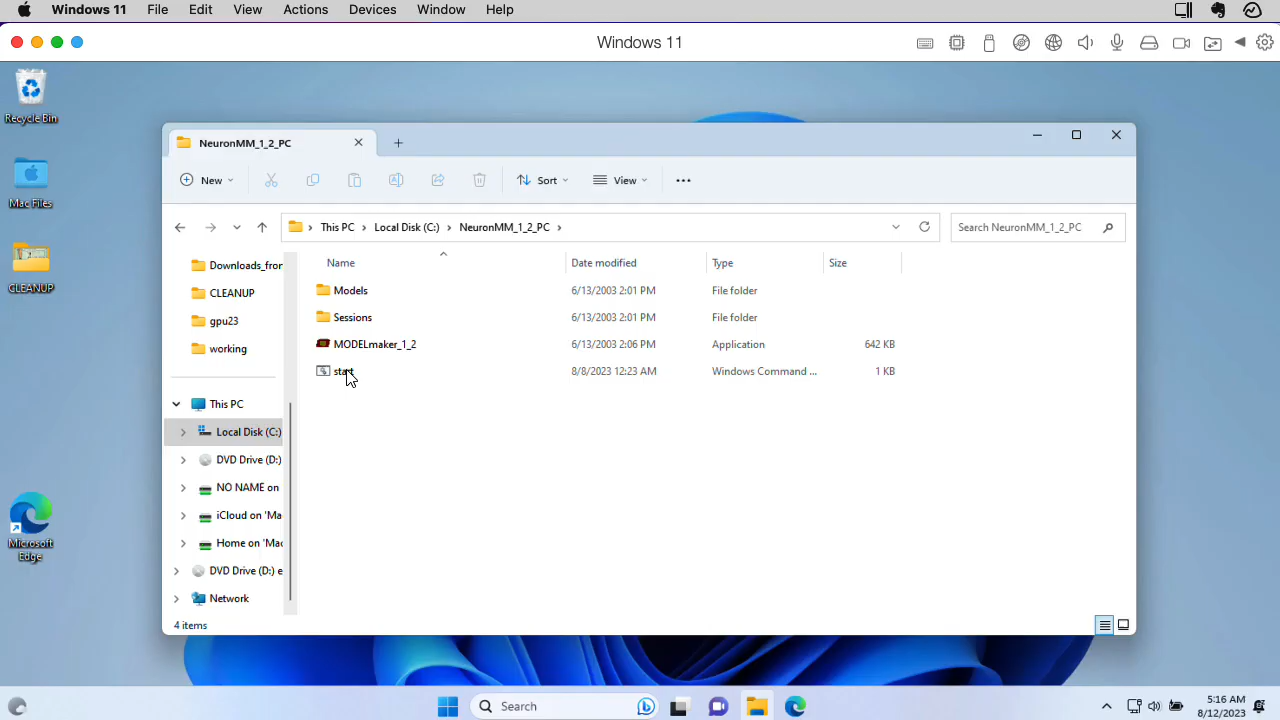 Windows 11 File Edit View Actions Devices Window Help
Windows 11
Recycle Bin
Mac Files
CLEANUP
Microsoft
Edge
NeuronMM_1_2_PC
New Sort View
This PC Local Disk (C:) NeuronMM_1_2_PC Search NeuronMM_1_2_PC
Downloads_fror
CLEANUP
gpu23
working
This PC
Local Disk (C:)
DVD Drive (D:)
NO NAME on
iCloud on 'Ma
Home on 'Mac
DVD Drive (D:) e
Network
Name Date modified Type Size
Models 6/13/2003 2:01 PM File folder
Sessions 6/13/2003 2:01 PM File folder
MODELmaker_1_2 6/13/2003 2:06 PM Application 642 KB
start 8/8/2023 12:23 AM Windows Command ... 1 KB
4 items
Search
5:16 AM
8/12/2023